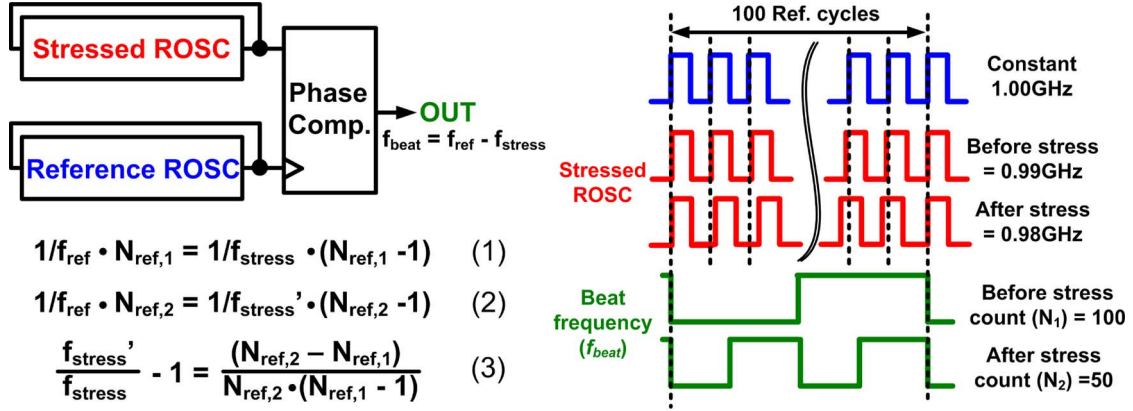 Stressed ROSC
Reference ROSC
Phase
Comp.
OUT
f_beat = f_ref - f_stress
1/f_ref • N_ref,1 = 1/f_stress •(N_ref,1 -1) (1)
1/f_ref • N_ref,2 = 1/f_stress'•(N_ref,2 -1) (2)
f_stress'/f_stress - 1 = (N_ref,2 – N_ref,1)/N_ref,2•(N_ref,1 - 1) (3)
100 Ref. cycles
Constant
1.00GHz
Stressed
ROSC
Before stress
= 0.99GHz
After stress
= 0.98GHz
Beat
frequency
(f_beat)
Before stress
count (N₁) = 100
After stress
count (N₂) =50